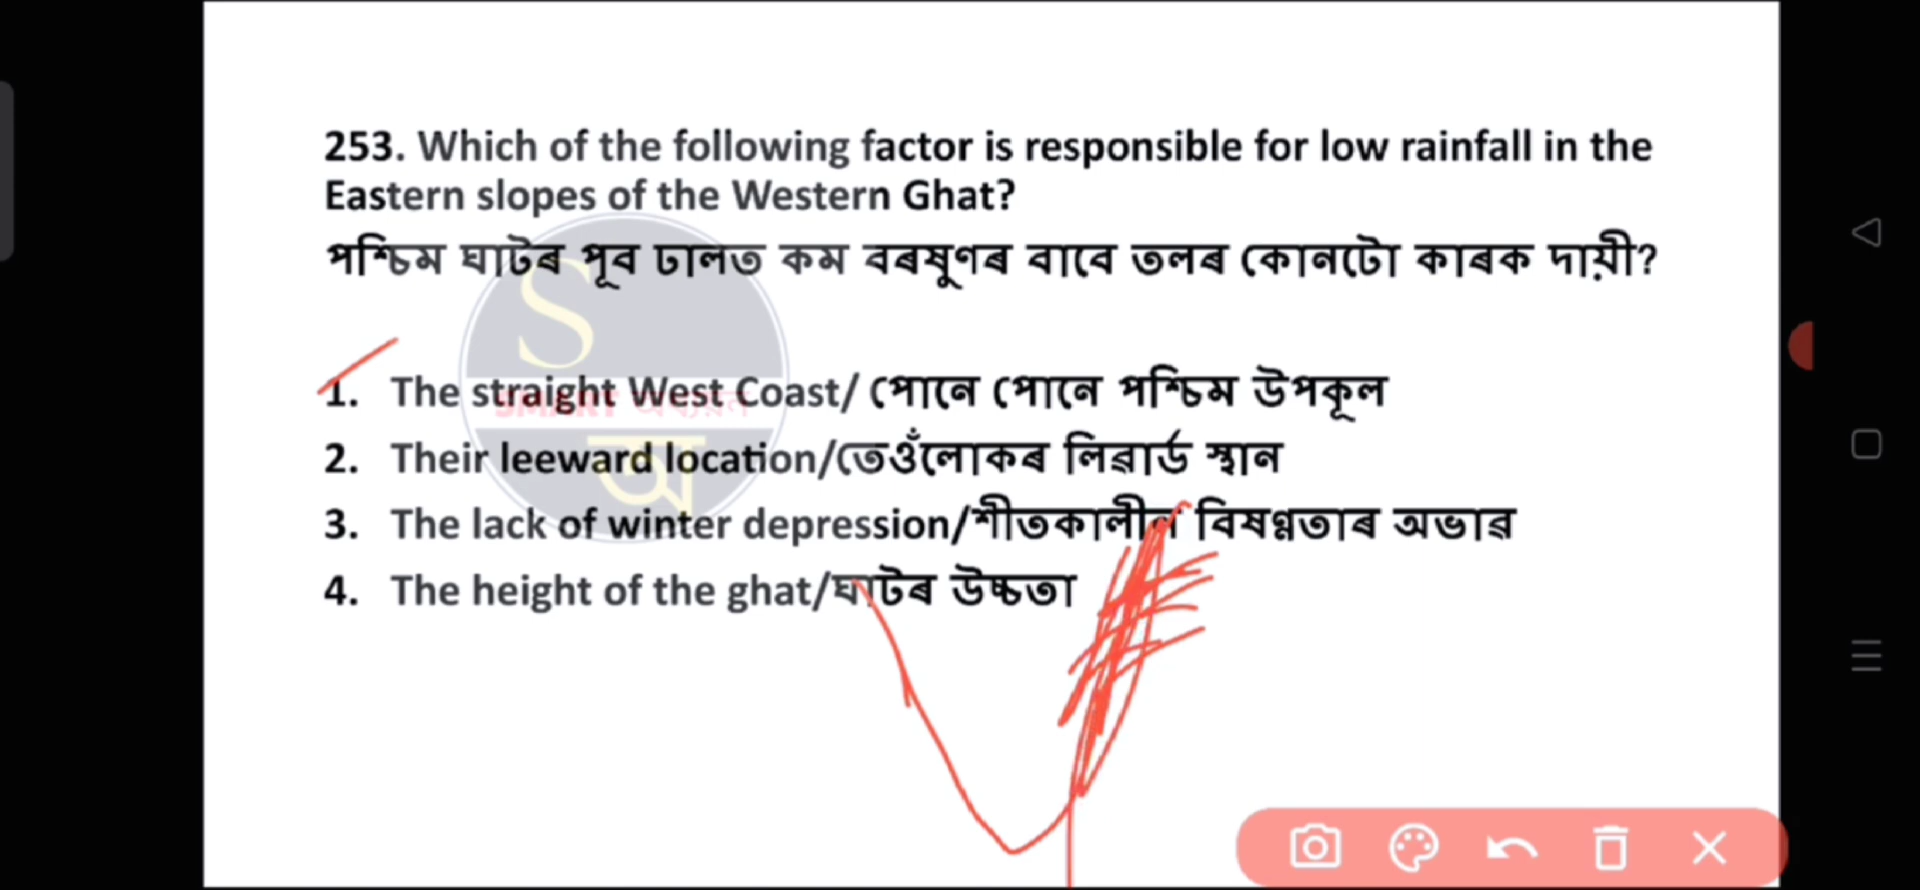 253. Which of the following factor is responsible for low rainfall in the
Eastern slopes of the Western Ghat?
পশ্চিম ঘাটৰ পূব ঢালত কম বৰষুণৰ বাবে তলৰ কোনটো কাৰক দায়ী?
1. The straight West Coast/ পোনে পোনে পশ্চিম উপকূল
SMART অধ্যয়ন
2. Their leeward location/তেওঁলোকৰ লিৱাৰ্ড স্থান
3. The lack of winter depression/শীতকালীন বিষণ্ণতাৰ অভাৱ
4. The height of the ghat/ঘাটৰ উচ্চতা
S
অ